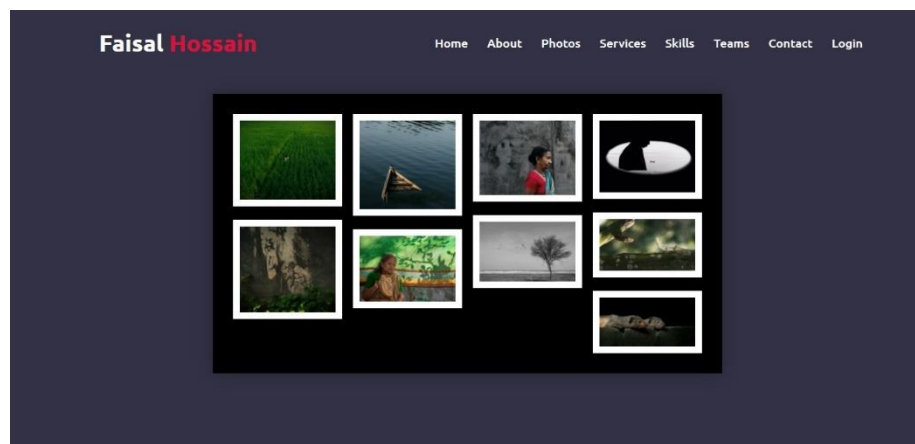 Faisal Hossain
Home About Photos Services Skills Teams Contact Login